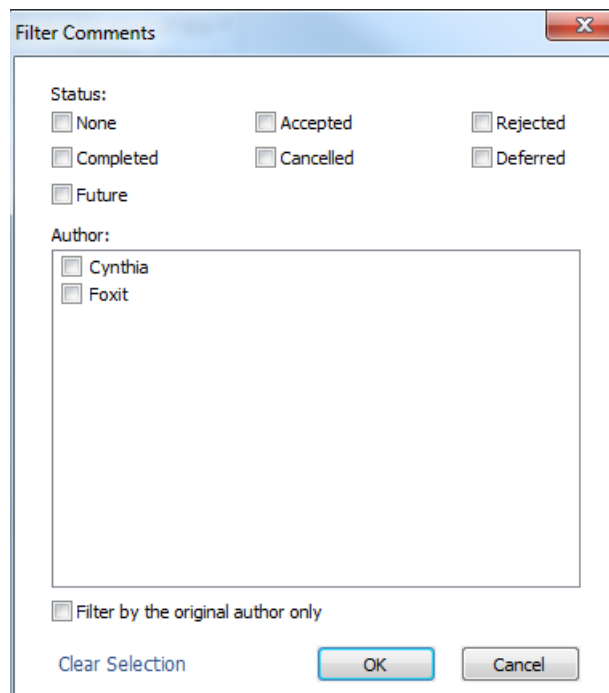 Filter Comments
Status:
None Accepted Rejected
Completed Cancelled Deferred
Future
Author:
Cynthia
Foxit
Filter by the original author only
Clear Selection OK Cancel